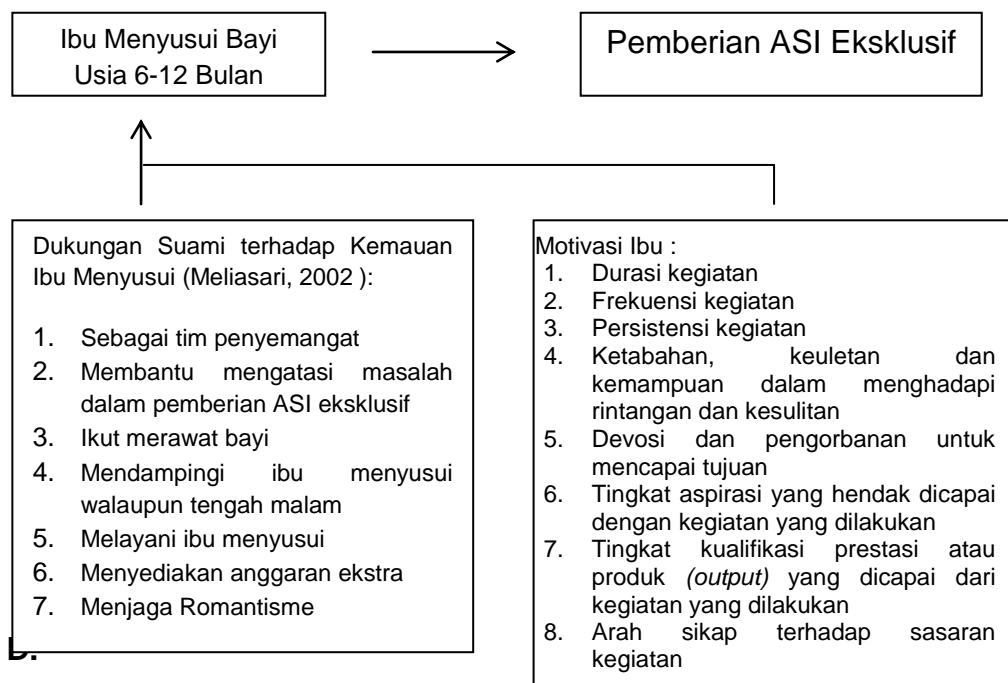 Ibu Menyusui Bayi
Usia 6-12 Bulan
Pemberian ASI Eksklusif
Dukungan Suami terhadap Kemauan
Ibu Menyusui (Meliasari, 2002 ):
1. Sebagai tim penyemangat
2. Membantu mengatasi masalah
dalam pemberian ASI eksklusif
3. Ikut merawat bayi
4. Mendampingi ibu menyusui
walaupun tengah malam
5. Melayani ibu menyusui
6. Menyediakan anggaran ekstra
7. Menjaga Romantisme
Motivasi Ibu :
1. Durasi kegiatan
2. Frekuensi kegiatan
3. Persistensi kegiatan
4. Ketabahan, keuletan dan
kemampuan dalam menghadapi
rintangan dan kesulitan
5. Devosi dan pengorbanan untuk
mencapai tujuan
6. Tingkat aspirasi yang hendak dicapai
dengan kegiatan yang dilakukan
7. Tingkat kualifikasi prestasi atau
produk (output) yang dicapai dari
kegiatan yang dilakukan
8. Arah sikap terhadap sasaran
kegiatan